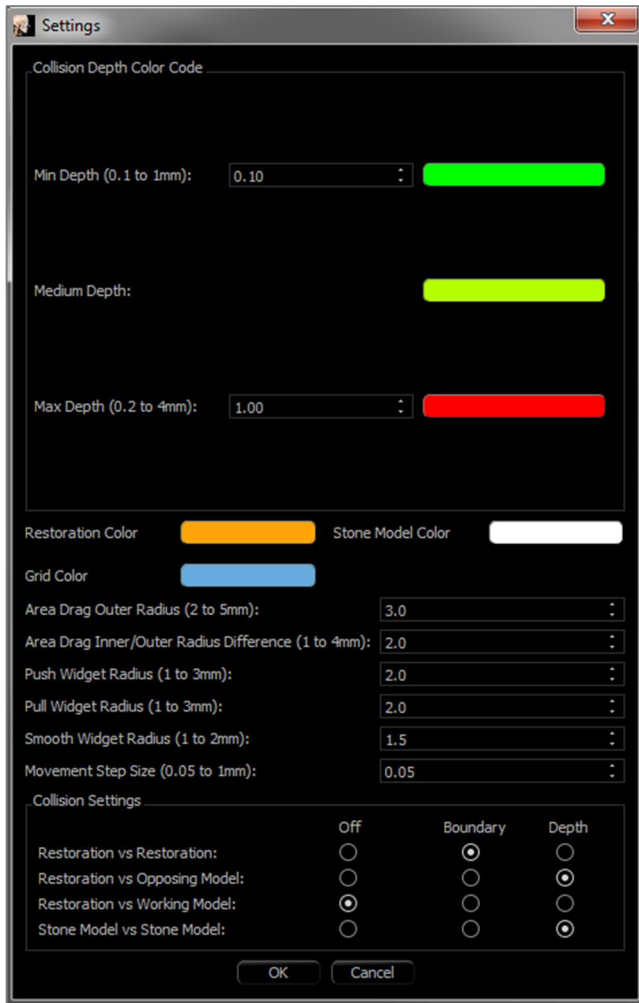 Settings
Collision Depth Color Code
Min Depth (0.1 to 1mm): 0.10
Medium Depth:
Max Depth (0.2 to 4mm): 1.00
Restoration Color Stone Model Color
Grid Color
Area Drag Outer Radius (2 to 5mm): 3.0
Area Drag Inner/Outer Radius Difference (1 to 4mm): 2.0
Push Widget Radius (1 to 3mm): 2.0
Pull Widget Radius (1 to 3mm): 2.0
Smooth Widget Radius (1 to 2mm): 1.5
Movement Step Size (0.05 to 1mm): 0.05
Collision Settings
Off Boundary Depth
Restoration vs Restoration:
Restoration vs Opposing Model:
Restoration vs Working Model:
Stone Model vs Stone Model:
OK Cancel